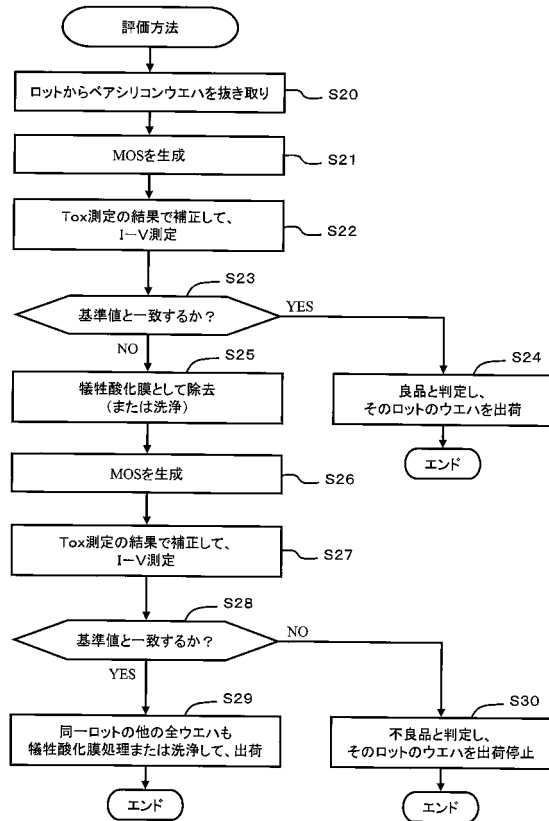 評価方法
ロットからベアシリコンウエハを抜き取り
S20
MOSを生成
S21
Tox測定の結果で補正して、
I-V測定
S22
S23
基準値と一致するか?
YES
NO
S25
S24
犠牲酸化膜として除去
(または洗浄)
良品と判定し、
そのロットのウエハを出荷
エンド
MOSを生成
S26
Tox測定の結果で補正して、
I-V測定
S27
S28
基準値と一致するか?
NO
YES
S29
S30
同一ロットの他の全ウエハも
犠牲酸化膜処理または洗浄して、出荷
不良品と判定し、
そのロットのウエハを出荷停止
エンド
エンド